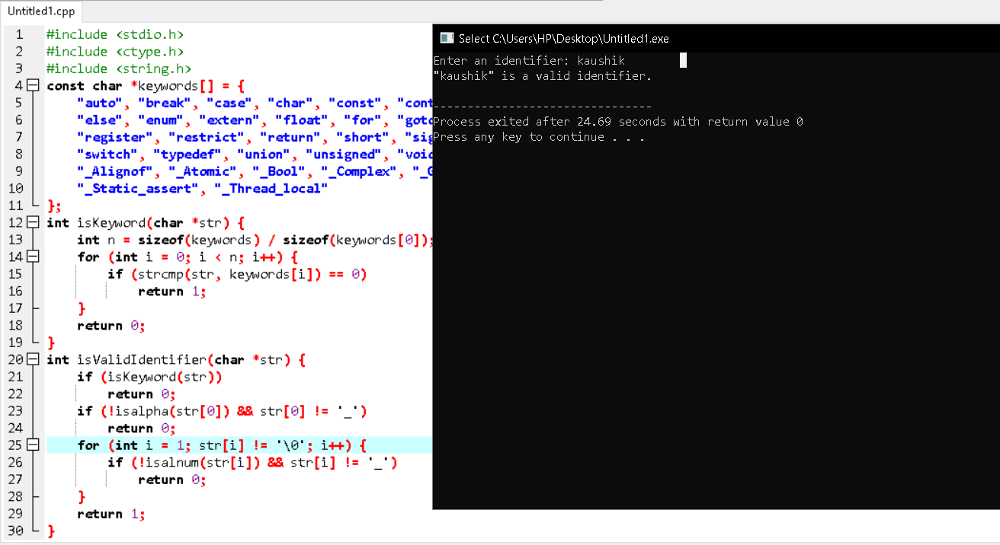 Untitled1.cpp
1 #include <stdio.h>
2 #include <ctype.h>
3 #include <string.h>
4 const char *keywords[] = {
5 "auto", "break", "case", "char", "const", "cont
6 "else", "enum", "extern", "float", "for", "goto
7 "register", "restrict", "return", "short", "sig
8 "switch", "typedef", "union", "unsigned", "void
9 "_Alignof", "_Atomic", "_Bool", "_Complex", "_G
10 "_Static_assert", "_Thread_local"
11 };
12 int isKeyword(char *str) {
13 int n = sizeof(keywords) / sizeof(keywords[0]);
14 for (int i = 0; i < n; i++) {
15 if (strcmp(str, keywords[i]) == 0)
16 return 1;
17 }
18 return 0;
19 }
20 int isValidIdentifier(char *str) {
21 if (isKeyword(str))
22 return 0;
23 if (!isalpha(str[0]) && str[0] != '_')
24 return 0;
25 for (int i = 1; str[i] != '\0'; i++) {
26 if (!isalnum(str[i]) && str[i] != '_')
27 return 0;
28 }
29 return 1;
30 }
Select C:\Users\HP\Desktop\Untitled1.exe
Enter an identifier: kaushik
"kaushik" is a valid identifier.
--------------------------------
Process exited after 24.69 seconds with return value 0
Press any key to continue . . .